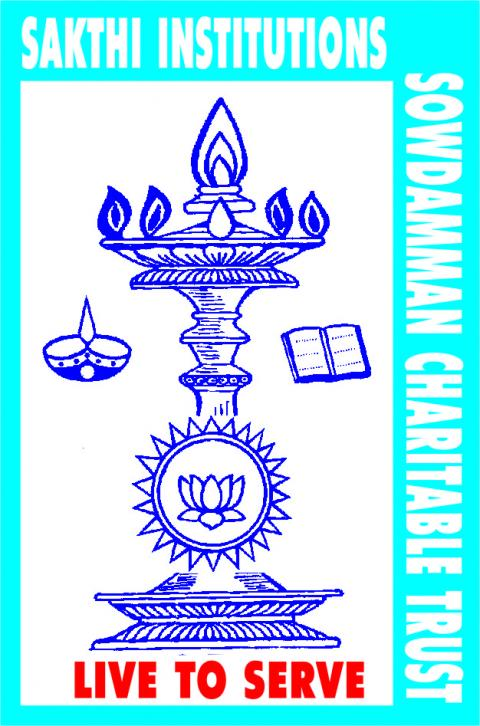 SAKTHI INSTITUTIONS
SOWDAMMAN CHARITABLE TRUST
LIVE TO SERVE